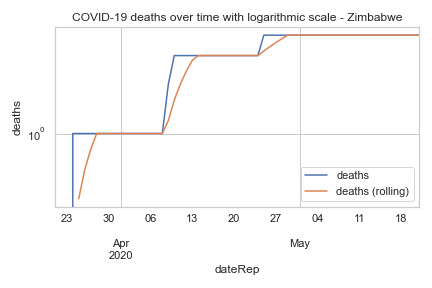 COVID-19 deaths over time with logarithmic scale - Zimbabwe
deaths
10⁰
deaths
deaths (rolling)
23 30 06 13 20 27 04 11 18
Apr May
2020
dateRep